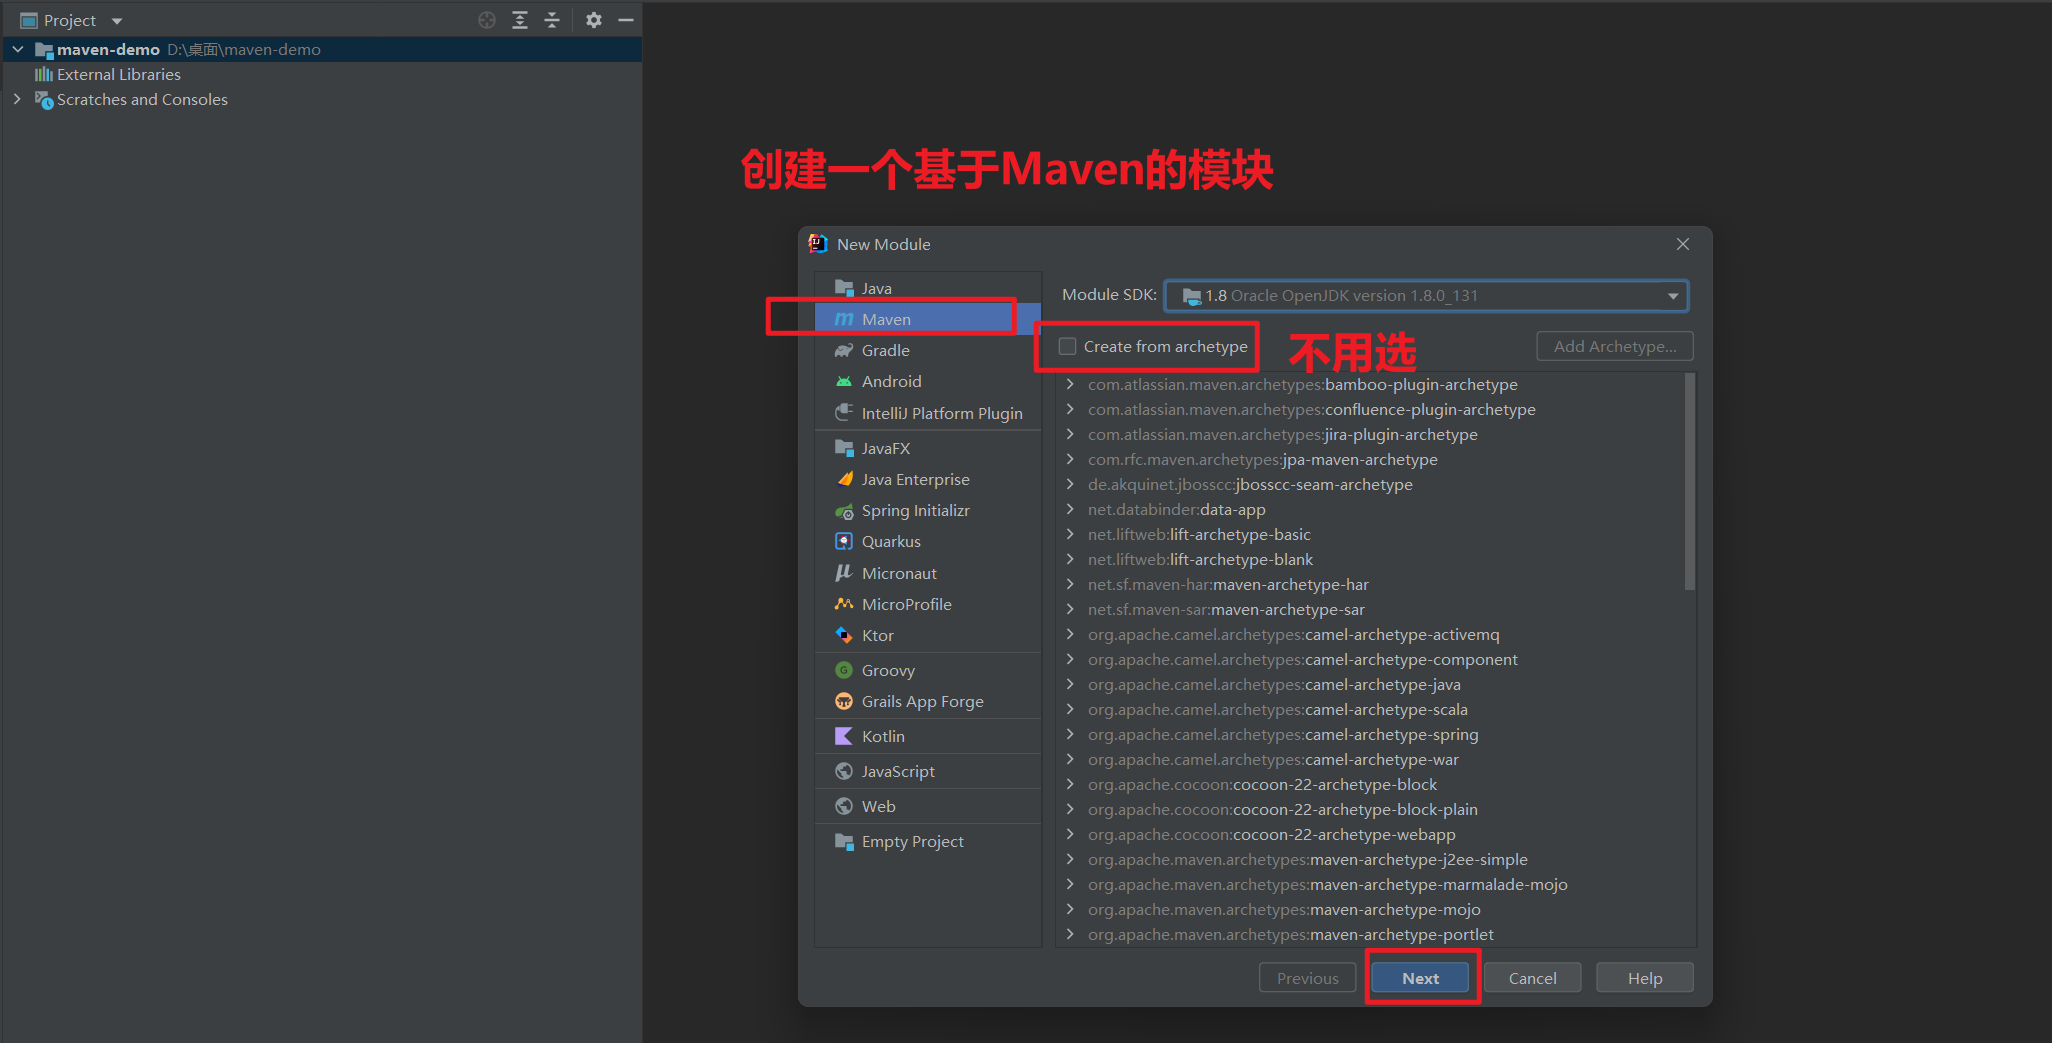 Project
maven-demo D:\桌面\maven-demo
External Libraries
Scratches and Consoles
创建一个基于Maven的模块
New Module
Java
Maven
Gradle
Android
IntelliJ Platform Plugin
JavaFX
Java Enterprise
Spring Initializr
Quarkus
Micronaut
MicroProfile
Ktor
Groovy
Grails App Forge
Kotlin
JavaScript
Web
Empty Project
Module SDK: 1.8 Oracle OpenJDK version 1.8.0_131
Create from archetype 不用选 Add Archetype...
com.atlassian.maven.archetypes:bamboo-plugin-archetype
com.atlassian.maven.archetypes:confluence-plugin-archetype
com.atlassian.maven.archetypes:jira-plugin-archetype
com.rfc.maven.archetypes:jpa-maven-archetype
de.akquinet.jbosscc:jbosscc-seam-archetype
net.databinder:data-app
net.liftweb:lift-archetype-basic
net.liftweb:lift-archetype-blank
net.sf.maven-har:maven-archetype-har
net.sf.maven-sar:maven-archetype-sar
org.apache.camel.archetypes:camel-archetype-activemq
org.apache.camel.archetypes:camel-archetype-component
org.apache.camel.archetypes:camel-archetype-java
org.apache.camel.archetypes:camel-archetype-scala
org.apache.camel.archetypes:camel-archetype-spring
org.apache.camel.archetypes:camel-archetype-war
org.apache.cocoon:cocoon-22-archetype-block
org.apache.cocoon:cocoon-22-archetype-block-plain
org.apache.cocoon:cocoon-22-archetype-webapp
org.apache.maven.archetypes:maven-archetype-j2ee-simple
org.apache.maven.archetypes:maven-archetype-marmalade-mojo
org.apache.maven.archetypes:maven-archetype-mojo
org.apache.maven.archetypes:maven-archetype-portlet
Previous Next Cancel Help